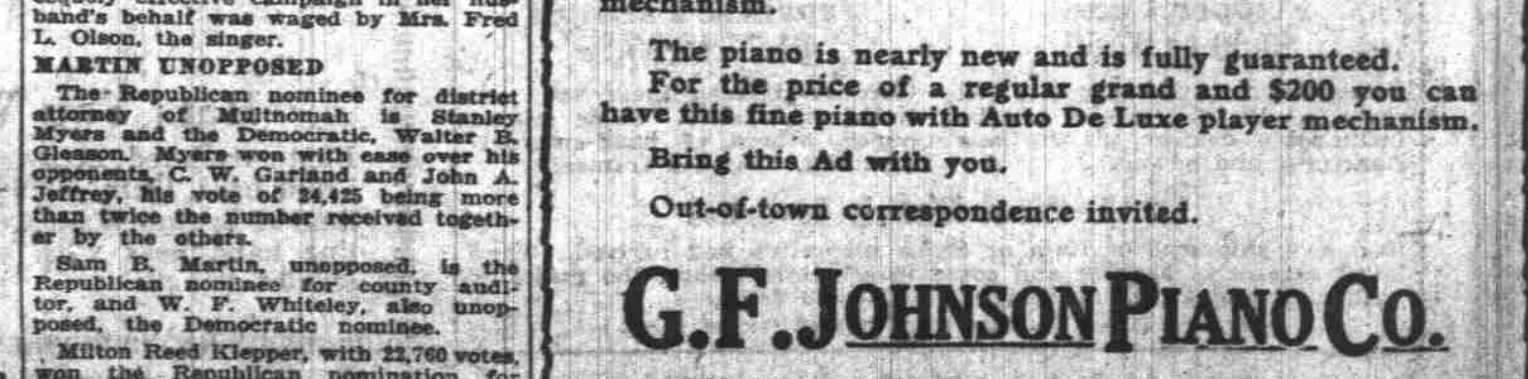 band's behalf was waged by Mrs. Fred
L. Olson, the singer.
MARTIN UNOPPOSED
The Republican nominee for district
attorney of Multnomah is Stanley
Myers and the Democratic, Walter B.
Gleason. Myers won with ease over his
opponents, C. W. Garland and John A.
Jeffrey, his vote of 24,425 being more
than twice the number received togeth-
er by the others.
Sam B. Martin, unopposed, is the
Republican nominee for county audi-
tor, and W. F. Whiteley, also unop-
posed, the Democratic nominee.
Milton Reed Klepper, with 22,760 votes,
won the Republican nomination for
mechanism.
The piano is nearly new and is fully guaranteed.
For the price of a regular grand and $200 you can
have this fine piano with Auto De Luxe player mechanism.
Bring this Ad with you.
Out-of-town correspondence invited.
G. F. JOHNSON PIANO CO.